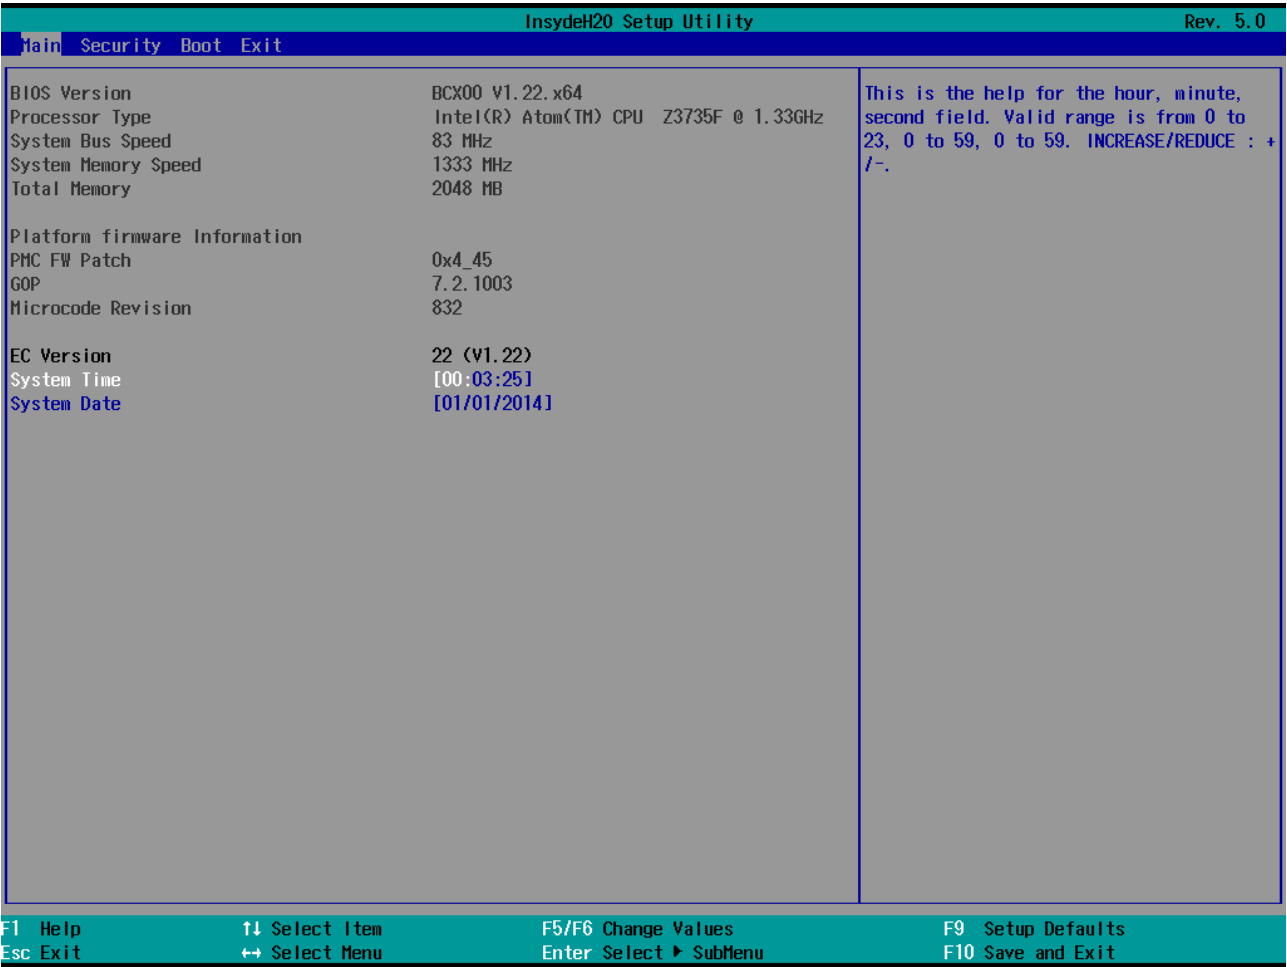 InsydeH20 Setup Utility Rev. 5.0
Main Security Boot Exit
BIOS Version BCX00 V1.22.x64
Processor Type Intel(R) Atom(TM) CPU Z3735F @ 1.33GHz
System Bus Speed 83 MHz
System Memory Speed 1333 MHz
Total Memory 2048 MB
Platform firmware Information
PMC FW Patch 0x4_45
GOP 7.2.1003
Microcode Revision 832
EC Version 22 (V1.22)
System Time [00:03:25]
System Date [01/01/2014]
This is the help for the hour, minute,
second field. Valid range is from 0 to
23, 0 to 59, 0 to 59. INCREASE/REDUCE : +
/-.
F1 Help ↑↓ Select Item F5/F6 Change Values F9 Setup Defaults
Esc Exit ↔ Select Menu Enter Select ► SubMenu F10 Save and Exit